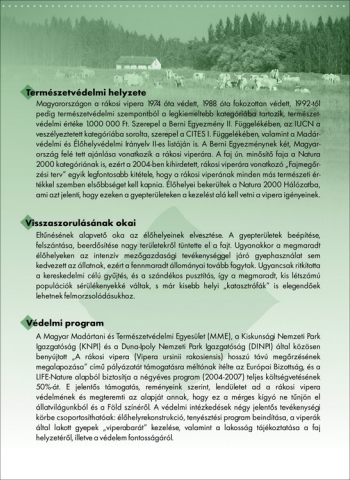 Természetvédelmi helyzete
Magyarországon a rákosi vipera 1974 óta védett, 1988 óta fokozottan védett, 1992-től
pedig természetvédelmi szempontból a legkiemeltebb kategóriába tartozik, természet-
védelmi értéke 1000 000 Ft. Szerepel a Berni Egyezmény II. Függelékében, az IUCN a
veszélyeztetett kategóriába sorolta, szerepel a CITES I. Függelékében, valamint a Madár-
védelmi és Élőhelyvédelmi Irányelv II-es listáján is. A Berni Egyezménynek két, Magyar-
ország felé tett ajánlása vonatkozik a rákosi viperára. A faj ún. minősítő faja a Natura
2000 kategóriának is, ezért a 2004-ben kihirdetett, rákosi viperára vonatkozó „Fajmegőr-
zési terv” egyik legfontosabb kitétele, hogy a rákosi viperának minden más természeti ér-
tékkel szemben elsőbbséget kell kapnia. Élőhelyei bekerültek a Natura 2000 Hálózatba,
ami azt jelenti, hogy ezeken a gyepterületeken a kezelést alá kell vetni a vipera igényeinek.
Visszaszorulásának okai
Eltűnésének alapvető oka az élőhelyeinek elvesztése. A gyepterületek beépítése,
felszántása, beerdősítése nagy területekről tüntette el a fajt. Ugyanakkor a megmaradt
élőhelyeken az intenzív mezőgazdasági tevékenységgel járó gyephasználat sem
kedvezett az állatnak, ezért a fennmaradt állományai tovább fogytak. Ugyancsak ritkította
a kereskedelmi célú gyűjtés, és a szándékos pusztítás, így a megmaradt, kis létszámú
populációk sérülékenyekké váltak, s már kisebb helyi „katasztrófák” is elegendőek
lehetnek felmorzsolódásukhoz.
Védelmi program
A Magyar Madártani és Természetvédelmi Egyesület (MME), a Kiskunsági Nemzeti Park
Igazgatóság (KNPI) és a Duna-Ipoly Nemzeti Park Igazgatóság (DINPI) által közösen
benyújtott „A rákosi vipera (Vipera ursinii rakosiensis) hosszú távú megőrzésének
megalapozása” című pályázatát támogatásra méltónak ítélte az Európai Bizottság, és a
LIFE-Nature alapból biztosítja a négyéves program (2004-2007) teljes költségvetésének
50%-át. E jelentős támogatás, reményeink szerint, lendületet ad a rákosi vipera
védelmének és megteremti az alapját annak, hogy ez a mérges kígyó ne tűnjön el
állatvilágunkból és a Föld színéről. A védelmi intézkedések négy jelentős tevékenységi
körbe csoportosíthatóak: élőhelyrekonstrukció, tenyésztési program beindítása, a viperák
által lakott gyepek „viperabarát” kezelése, valamint a lakosság tájékoztatása a faj
helyzetéről, illetve a védelem fontosságáról.